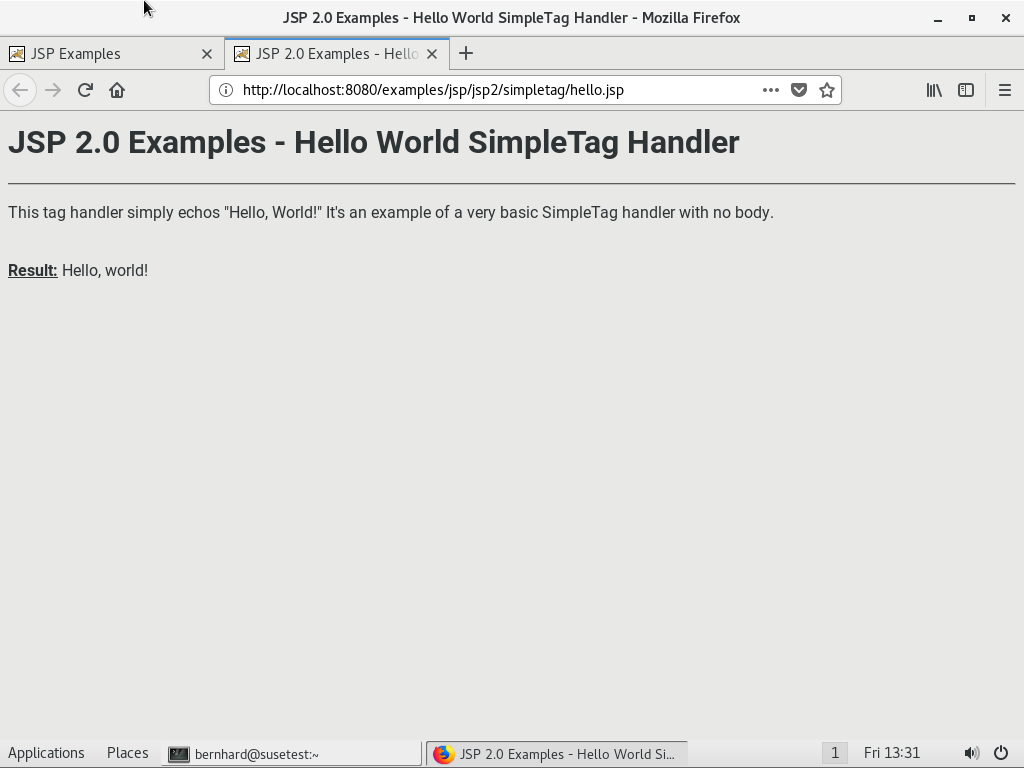 JSP 2.0 Examples - Hello World SimpleTag Handler - Mozilla Firefox
JSP Examples
JSP 2.0 Examples - Hello
http://localhost:8080/examples/jsp/jsp2/simpletag/hello.jsp
JSP 2.0 Examples - Hello World SimpleTag Handler
This tag handler simply echos "Hello, World!" It's an example of a very basic SimpleTag handler with no body.
Result: Hello, world!
Applications Places bernhard@susetest:~ JSP 2.0 Examples - Hello World Si... 1 Fri 13:31